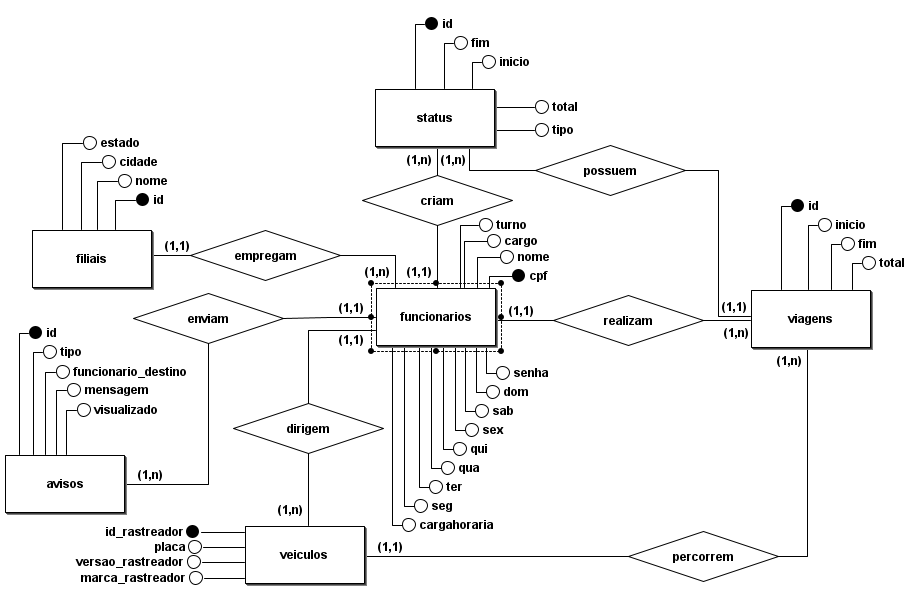 id
fim
inicio
status
total
tipo
(1,n)
(1,n)
possuem
criam
estado
cidade
nome
id
filiais
(1,1)
empregam
(1,n)
(1,1)
turno
cargo
nome
cpf
id
inicio
fim
total
enviam
(1,1)
(1,1)
funcionarios
(1,1)
realizam
(1,1)
(1,n)
viagens
(1,n)
id
tipo
funcionario_destino
mensagem
visualizado
avisos
(1,n)
dirigem
senha
dom
sab
sex
qui
qua
ter
seg
cargahoraria
(1,n)
id_rastreador
placa
versao_rastreador
marca_rastreador
veiculos
(1,1)
percorrem